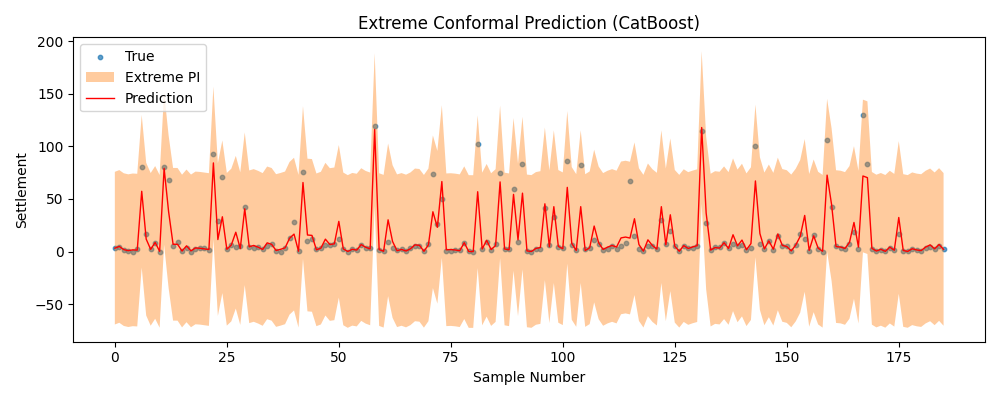 Extreme Conformal Prediction (CatBoost)
True
Extreme PI
Prediction
Settlement
200
150
100
50
0
−50
0
25
50
75
100
125
150
175
Sample Number